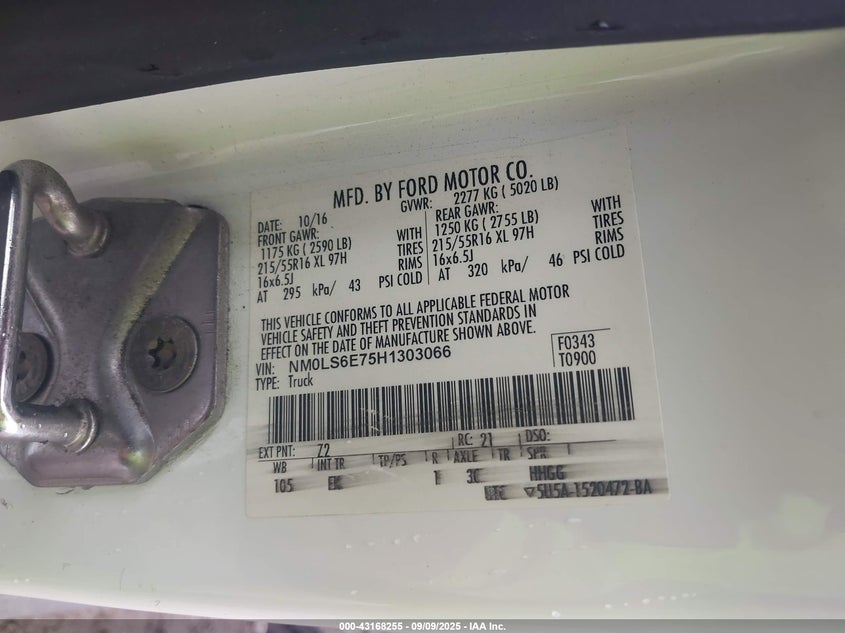 MFD. BY FORD MOTOR CO.
DATE: 10/16 GVWR: 2277 KG ( 5020 LB)
FRONT GAWR: REAR GAWR:
1175 KG ( 2590 LB) WITH 1250 KG ( 2755 LB) WITH
215/55R16 XL 97H TIRES 215/55R16 XL 97H TIRES
16x6.5J RIMS 16x6.5J RIMS
AT 295 kPa/ 43 PSI COLD AT 320 kPa/ 46 PSI COLD
THIS VEHICLE CONFORMS TO ALL APPLICABLE FEDERAL MOTOR
VEHICLE SAFETY AND THEFT PREVENTION STANDARDS IN
EFFECT ON THE DATE OF MANUFACTURE SHOWN ABOVE.
VIN: NM0LS6E75H1303066 F0343
TYPE: Truck T0900
EXT PNT: Z2 RC: 21 DSO:
WB INT TR TP/PS R AXLE TR SPR
105 EK 1 3C HHGG
UTC ▽5U5A-1520472-BA
000-43168255 - 09/09/2025 - IAA Inc.